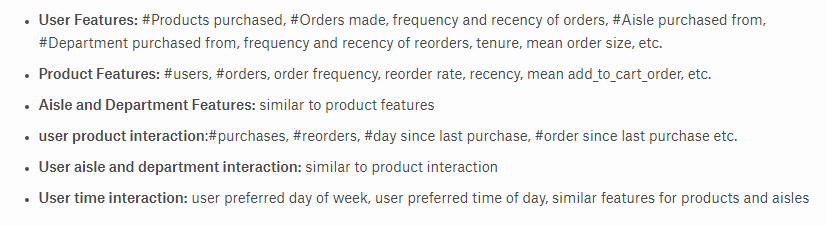 • User Features: #Products purchased, #Orders made, frequency and recency of orders, #Aisle purchased from,
#Department purchased from, frequency and recency of reorders, tenure, mean order size, etc.
• Product Features: #users, #orders, order frequency, reorder rate, recency, mean add_to_cart_order, etc.
• Aisle and Department Features: similar to product features
• user product interaction:#purchases, #reorders, #day since last purchase, #order since last purchase etc.
• User aisle and department interaction: similar to product interaction
• User time interaction: user preferred day of week, user preferred time of day, similar features for products and aisles